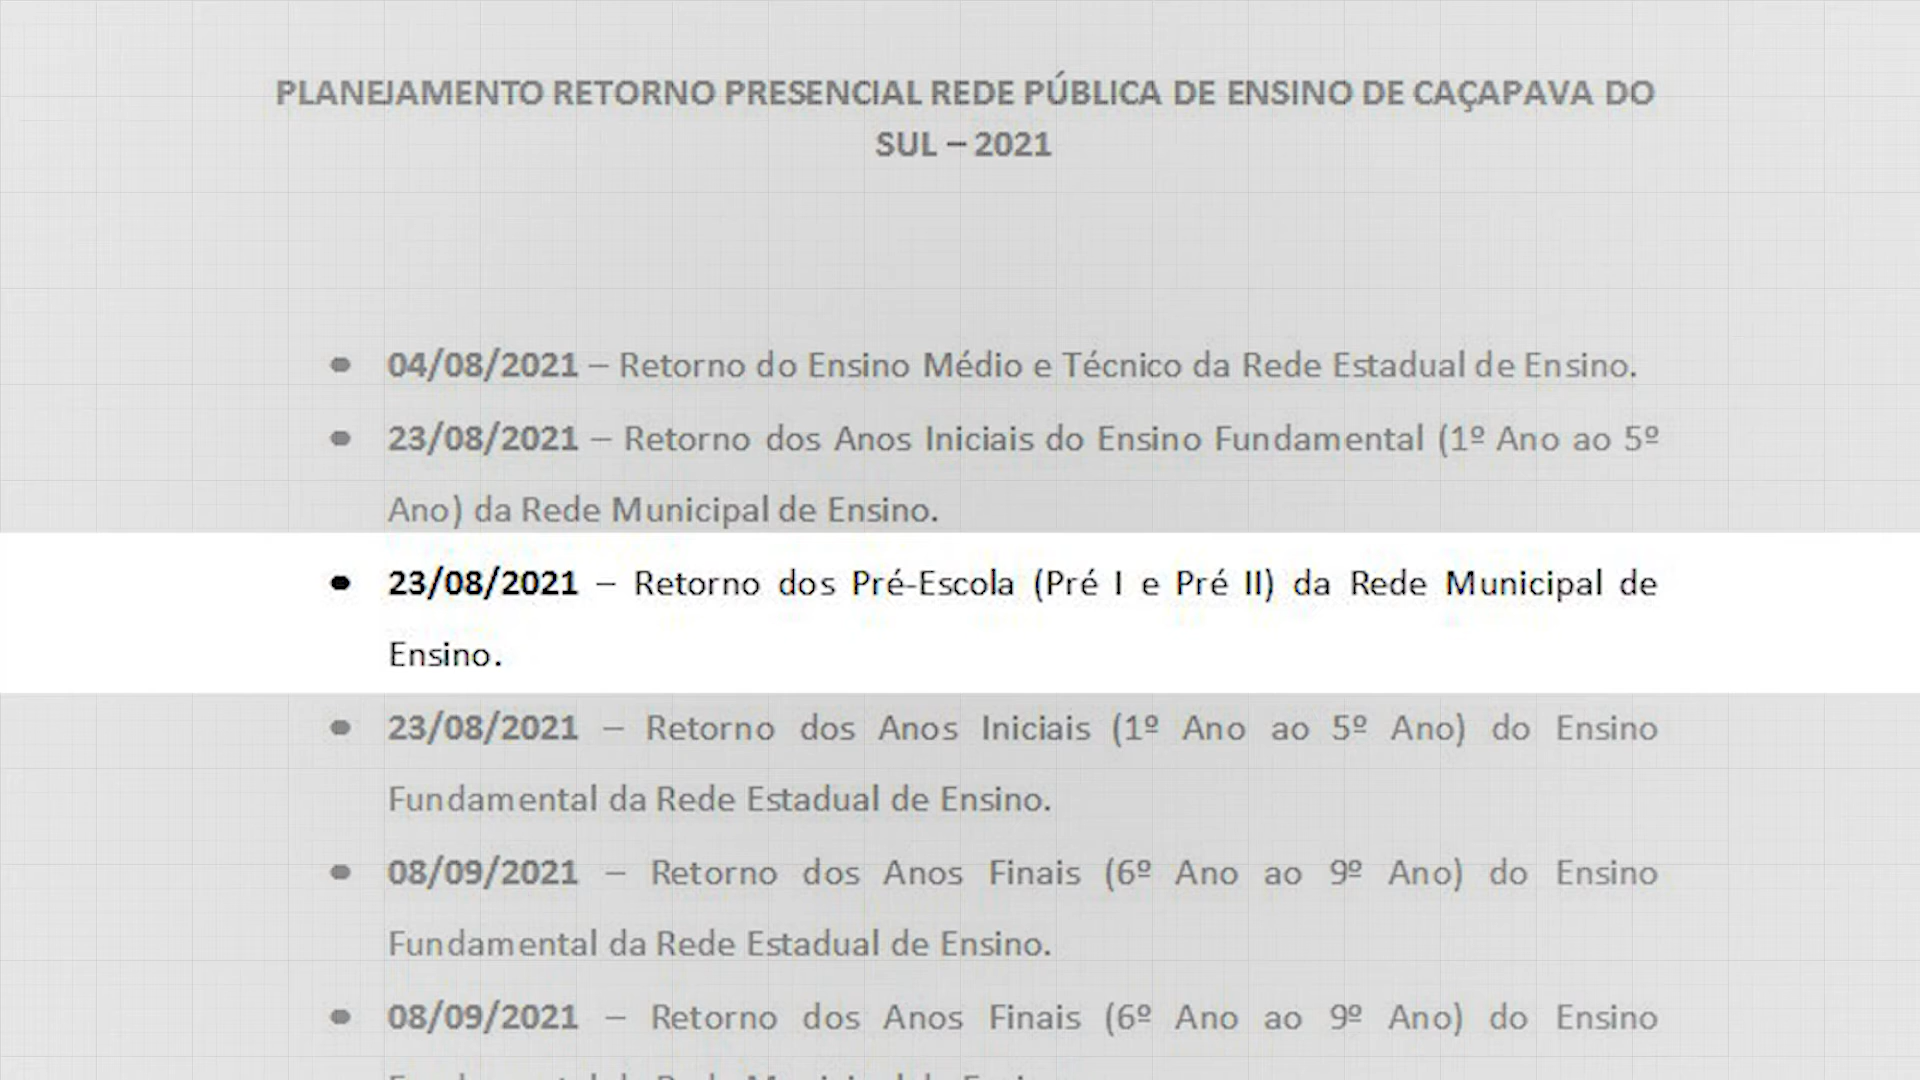 PLANEJAMENTO RETORNO PRESENCIAL REDE PÚBLICA DE ENSINO DE CAÇAPAVA DO
SUL – 2021
● 04/08/2021 – Retorno do Ensino Médio e Técnico da Rede Estadual de Ensino.
● 23/08/2021 – Retorno dos Anos Iniciais do Ensino Fundamental (1º Ano ao 5º
Ano) da Rede Municipal de Ensino.
● 23/08/2021 – Retorno dos Pré-Escola (Pré I e Pré II) da Rede Municipal de
Ensino.
● 23/08/2021 – Retorno dos Anos Iniciais (1º Ano ao 5º Ano) do Ensino
Fundamental da Rede Estadual de Ensino.
● 08/09/2021 – Retorno dos Anos Finais (6º Ano ao 9º Ano) do Ensino
Fundamental da Rede Estadual de Ensino.
● 08/09/2021 – Retorno dos Anos Finais (6º Ano ao 9º Ano) do Ensino